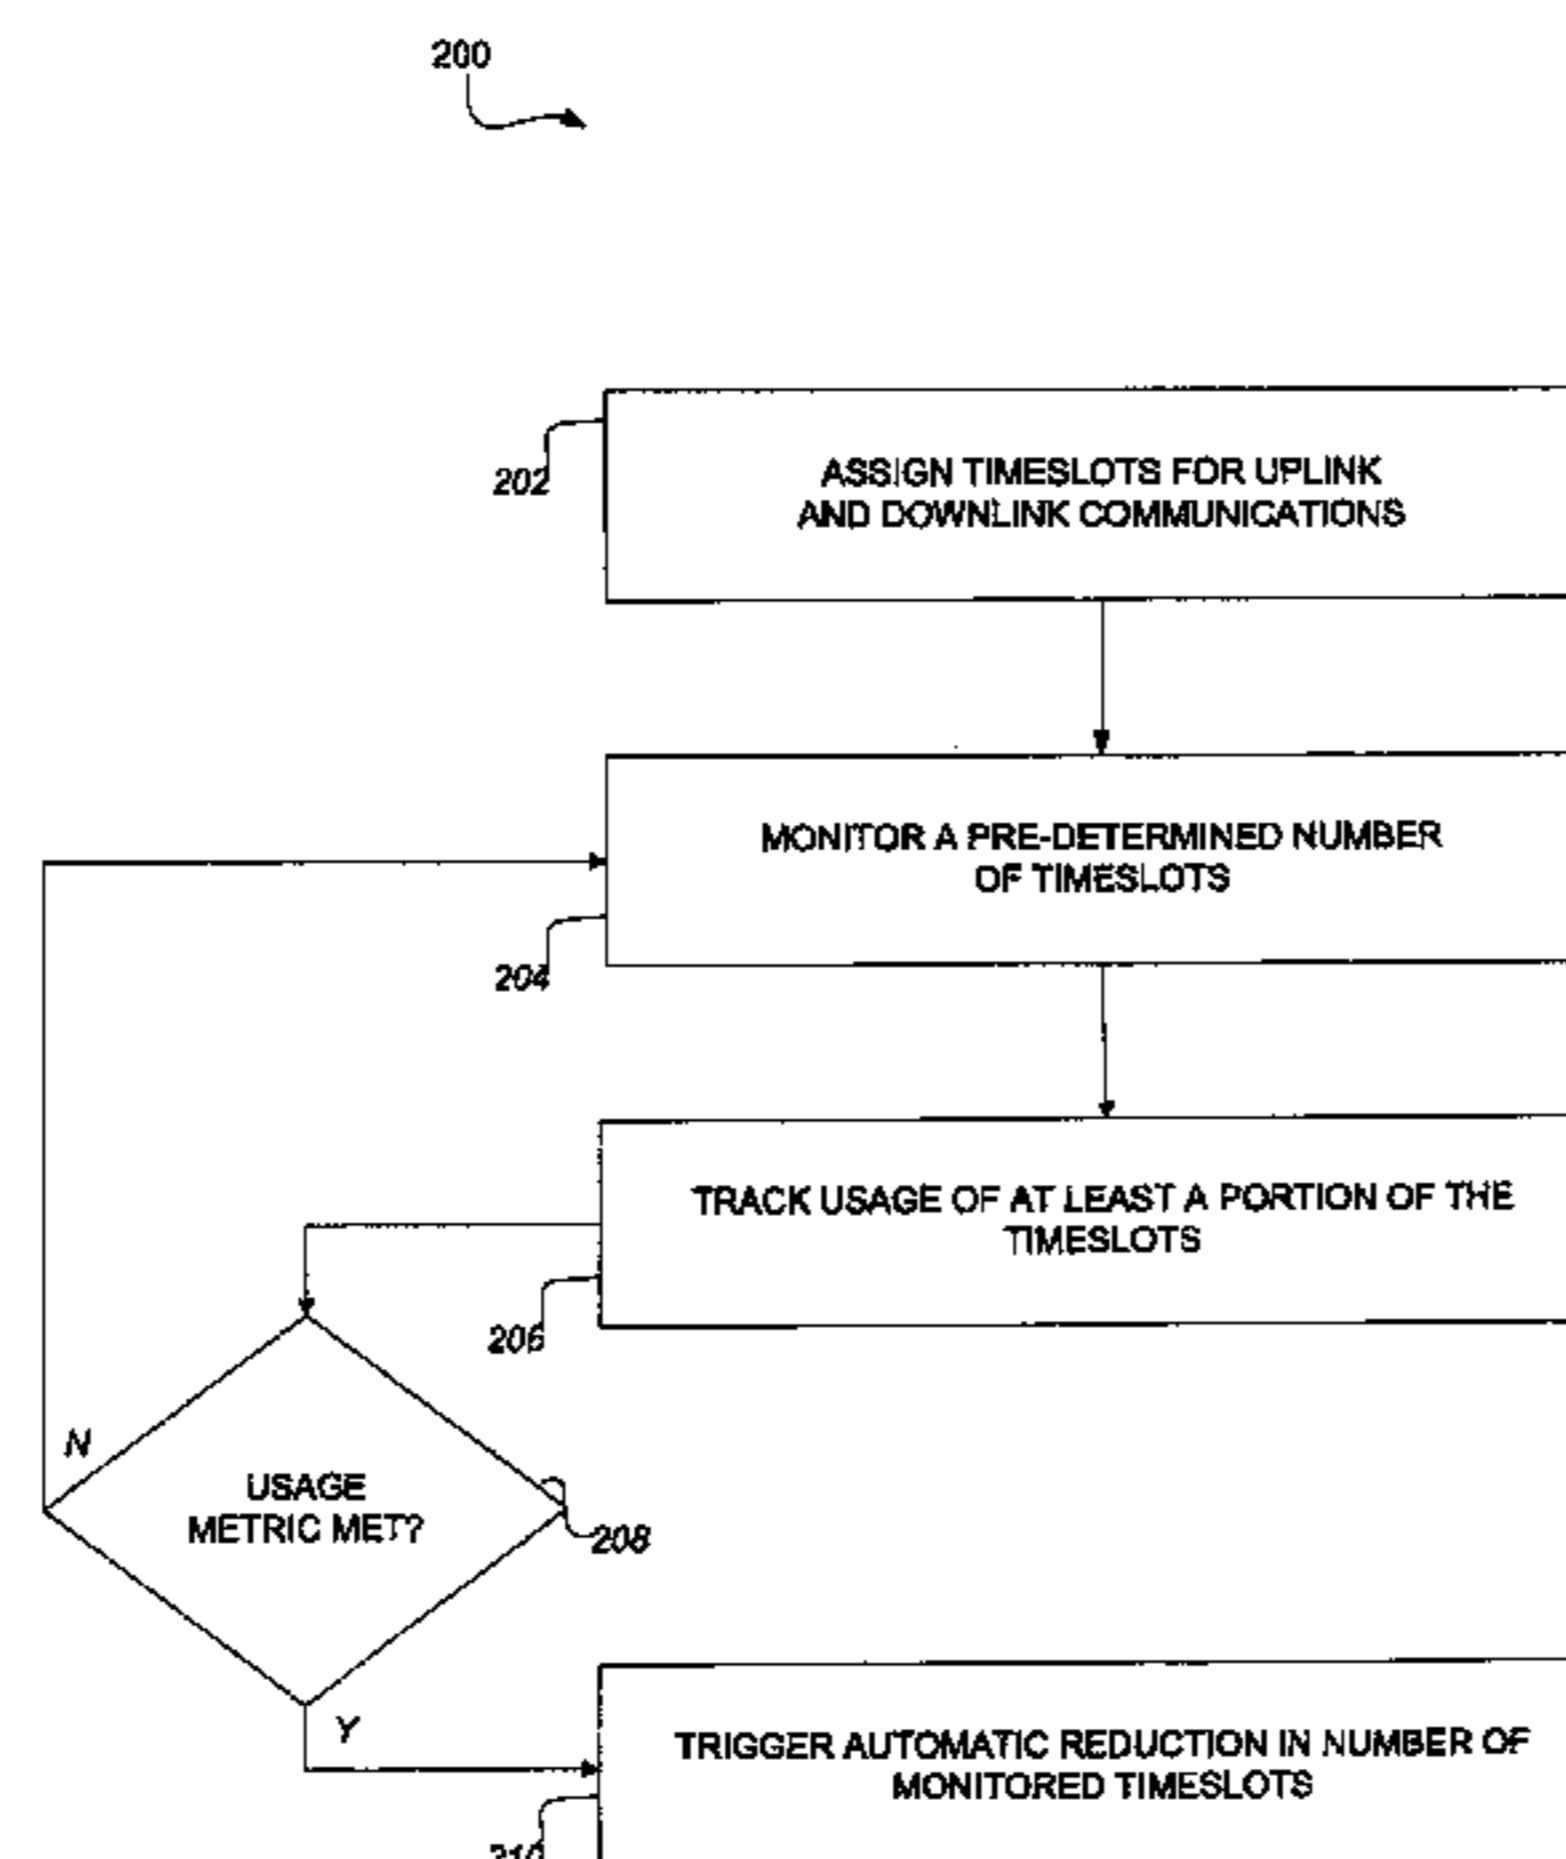 200
202
ASSIGN TIMESLOTS FOR UPLINK
AND DOWNLINK COMMUNICATIONS
MONITOR A PRE-DETERMINED NUMBER
OF TIMESLOTS
204
TRACK USAGE OF AT LEAST A PORTION OF THE
TIMESLOTS
206
N
USAGE
METRIC MET?
208
Y
TRIGGER AUTOMATIC REDUCTION IN NUMBER OF
MONITORED TIMESLOTS
210